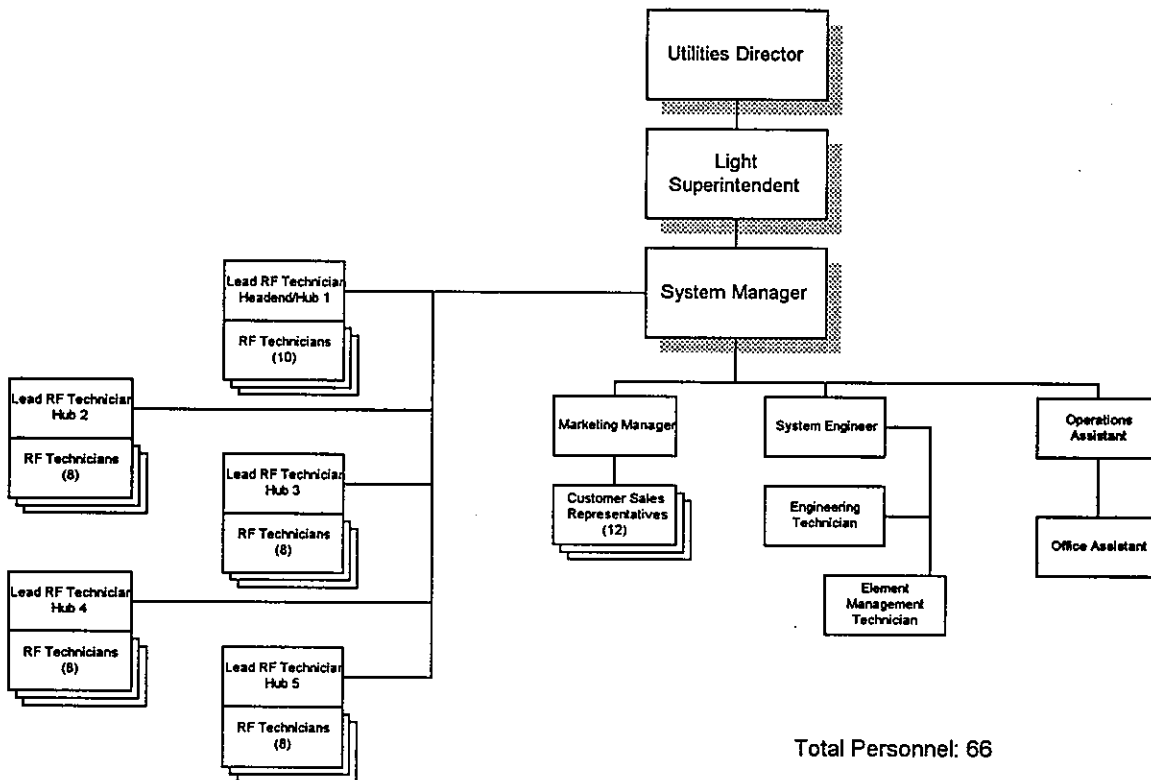 Utilities Director
Light
Superintendent
System Manager
Lead RF Technician
Headend/Hub 1
RF Technicians
(10)
Lead RF Technician
Hub 2
RF Technicians
(8)
Lead RF Technician
Hub 3
RF Technicians
(8)
Lead RF Technician
Hub 4
RF Technicians
(8)
Lead RF Technician
Hub 5
RF Technicians
(8)
Marketing Manager
Customer Sales
Representatives
(12)
System Engineer
Engineering
Technician
Element
Management
Technician
Operations
Assistant
Office Assistant
Total Personnel: 66